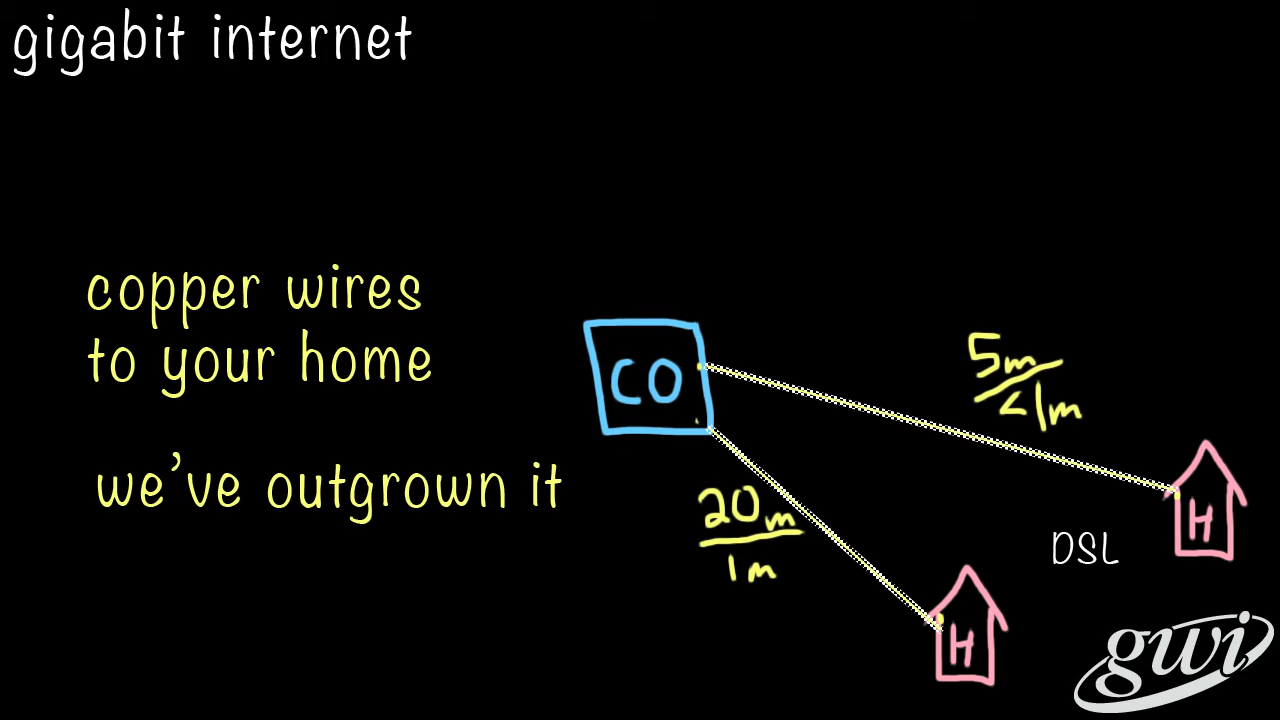 gigabit internet
copper wires
to your home
we've outgrown it
CO
5m
<1m
20m
1m
H
DSL
H
gwi